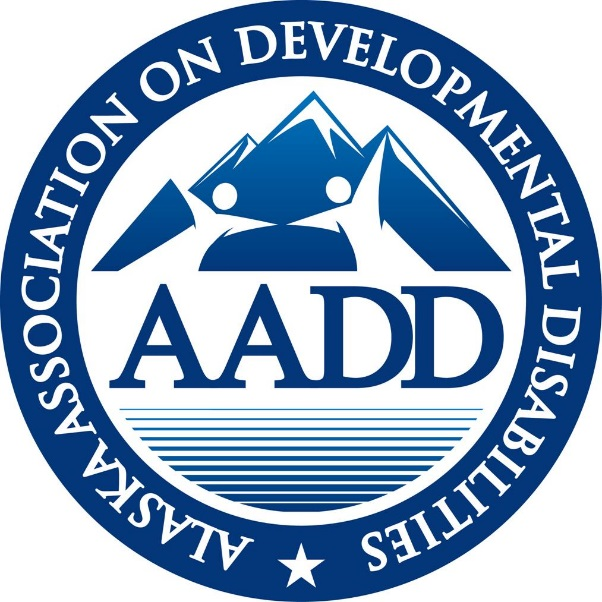 ALASKA ASSOCIATION ON DEVELOPMENTAL DISABILITIES
AADD